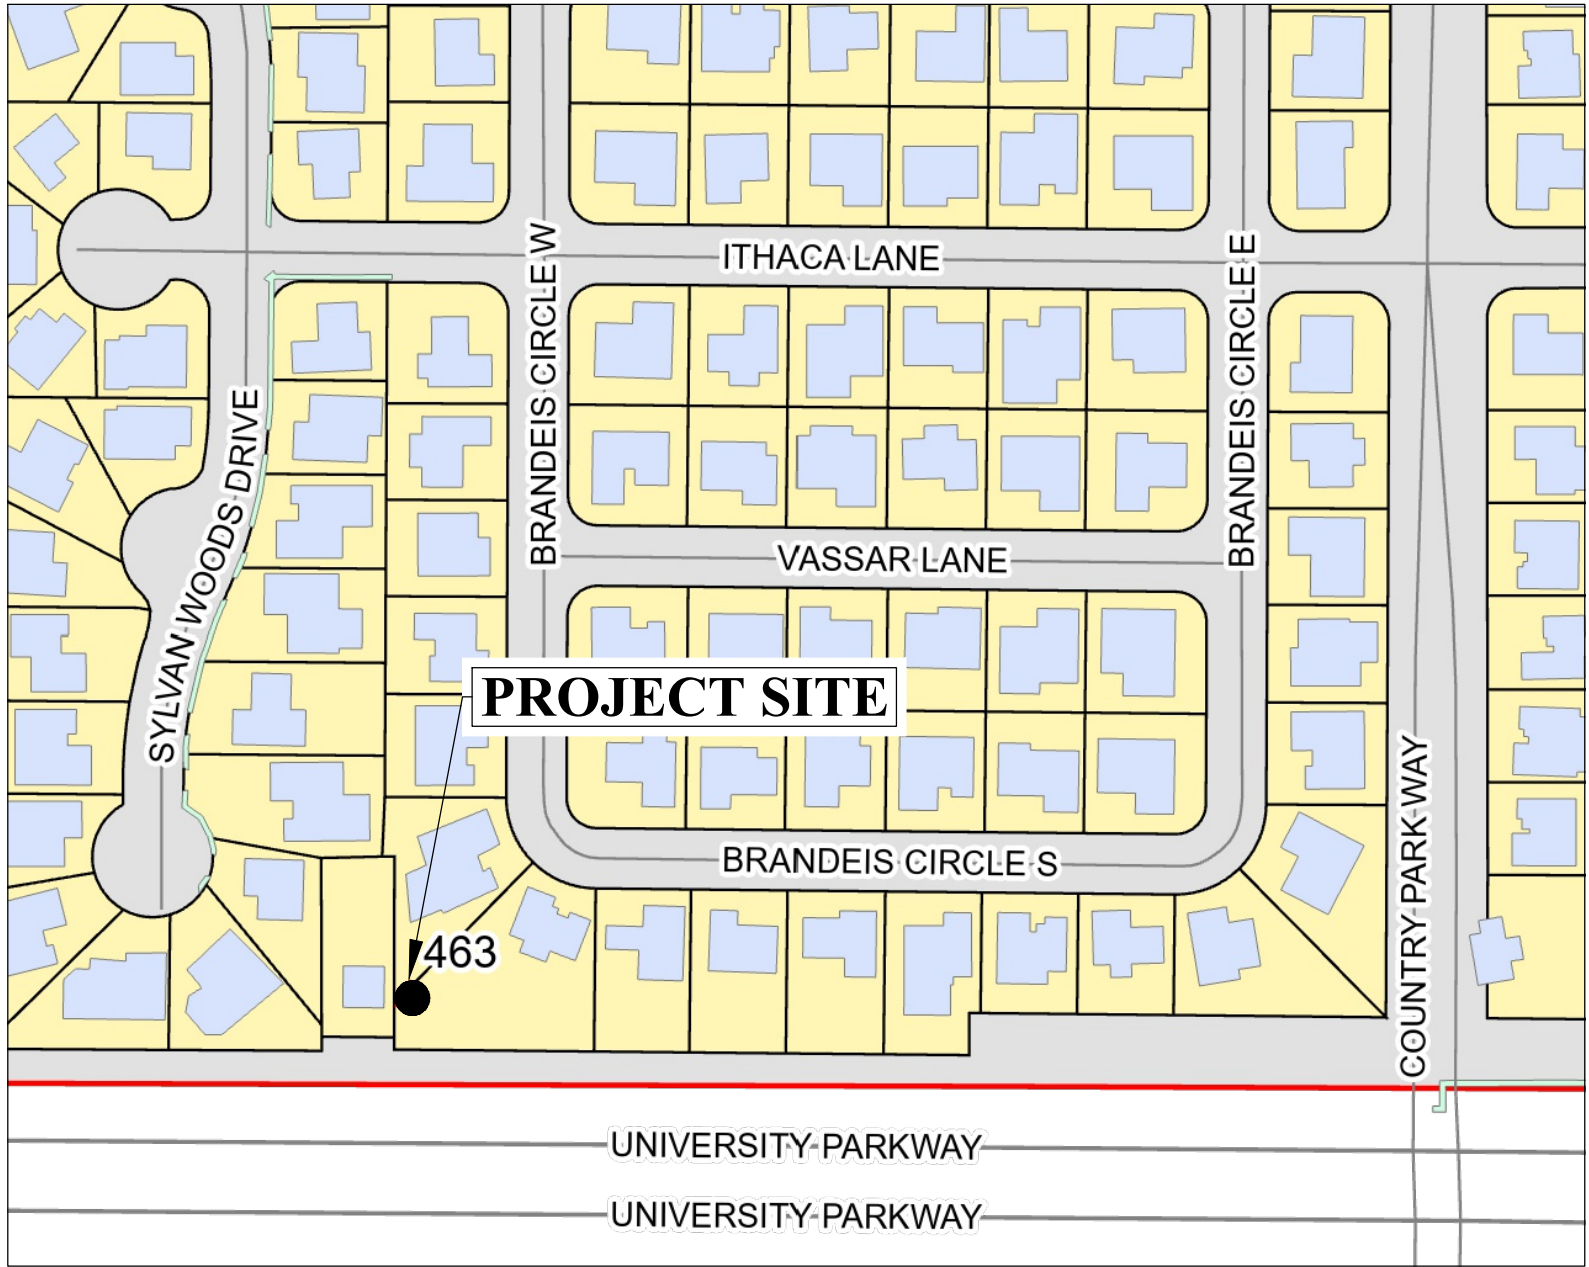 ITHACA LANE
BRANDEIS CIRCLE W
BRANDEIS CIRCLE E
SYLVAN WOODS DRIVE
VASSAR LANE
PROJECT SITE
BRANDEIS CIRCLE S
COUNTRY PARK WAY
463
UNIVERSITY PARKWAY
UNIVERSITY PARKWAY